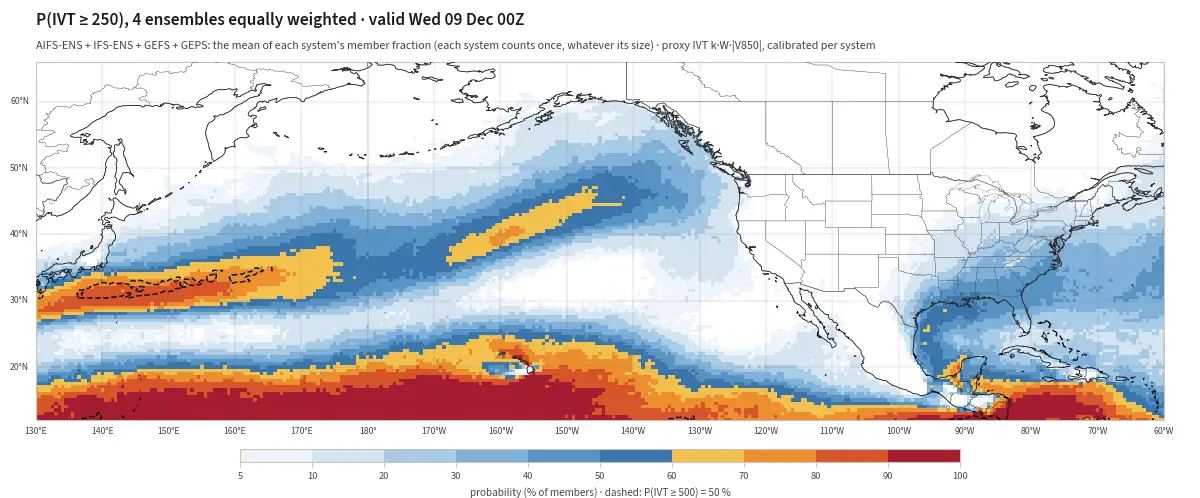 P(IVT ≥ 250), 4 ensembles equally weighted · valid Wed 09 Dec 00Z
AIFS-ENS + IFS-ENS + GEFS + GEPS: the mean of each system's member fraction (each system counts once, whatever its size) · proxy IVT k·W·|V850|, calibrated per system
60°N
50°N
40°N
30°N
20°N
130°E 140°E 150°E 160°E 170°E 180° 170°W 160°W 150°W 140°W 130°W 120°W 110°W 100°W 90°W 80°W 70°W 60°W
5 10 20 30 40 50 60 70 80 90 100
probability (% of members) · dashed: P(IVT ≥ 500) = 50 %